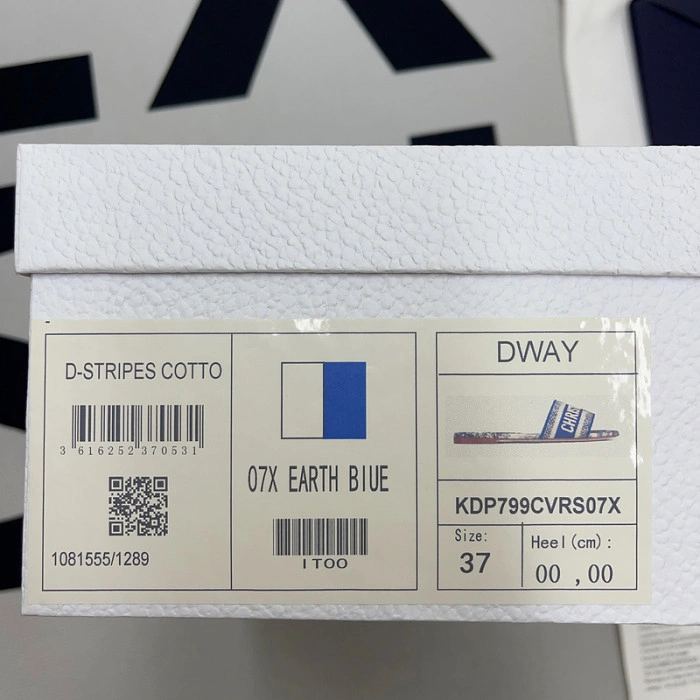 D-STRIPES COTTO
3 616252 370531
1081555/1289
07X EARTH BIUE
IT00
DWAY
CHRIS
KDP799CVRS07X
Size:
37
Heel(cm):
00 ,00